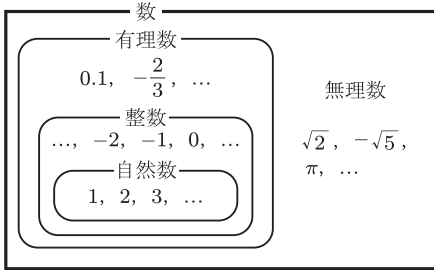 数
有理数
0.1, −2/3, …
無理数
整数
√2, −√5,
…, −2, −1, 0, …
π, …
自然数
1, 2, 3, …